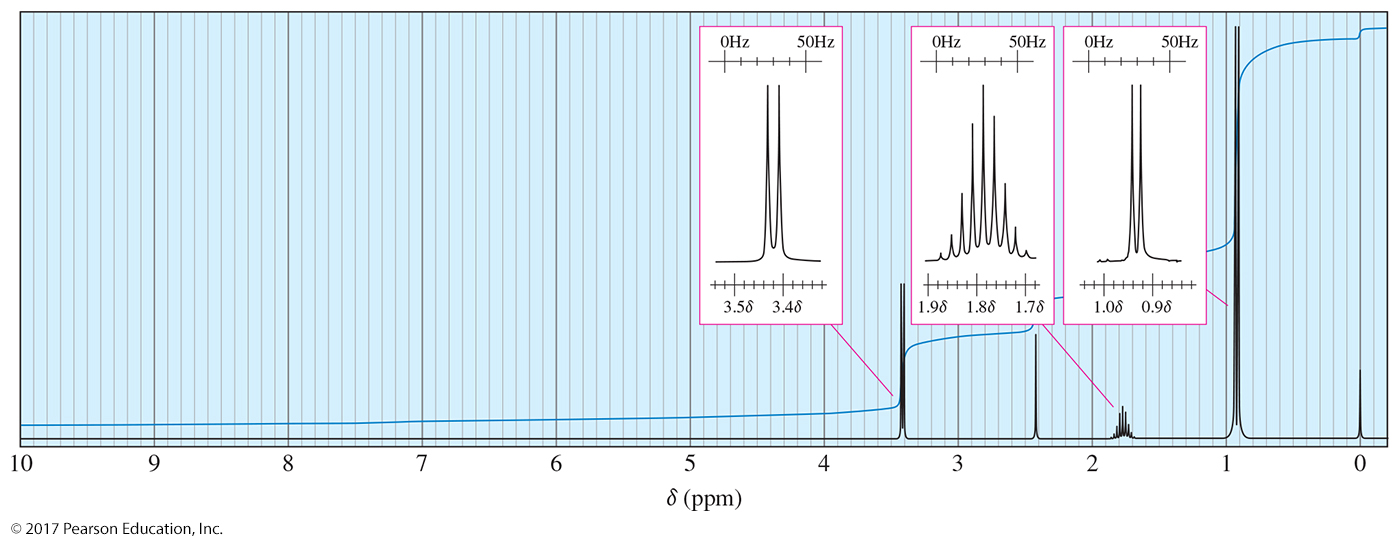 0Hz 50Hz
3.5δ 3.4δ
0Hz 50Hz
1.9δ 1.8δ 1.7δ
0Hz 50Hz
1.0δ 0.9δ
10 9 8 7 6 5 4 3 2 1 0
δ (ppm)
© 2017 Pearson Education, Inc.